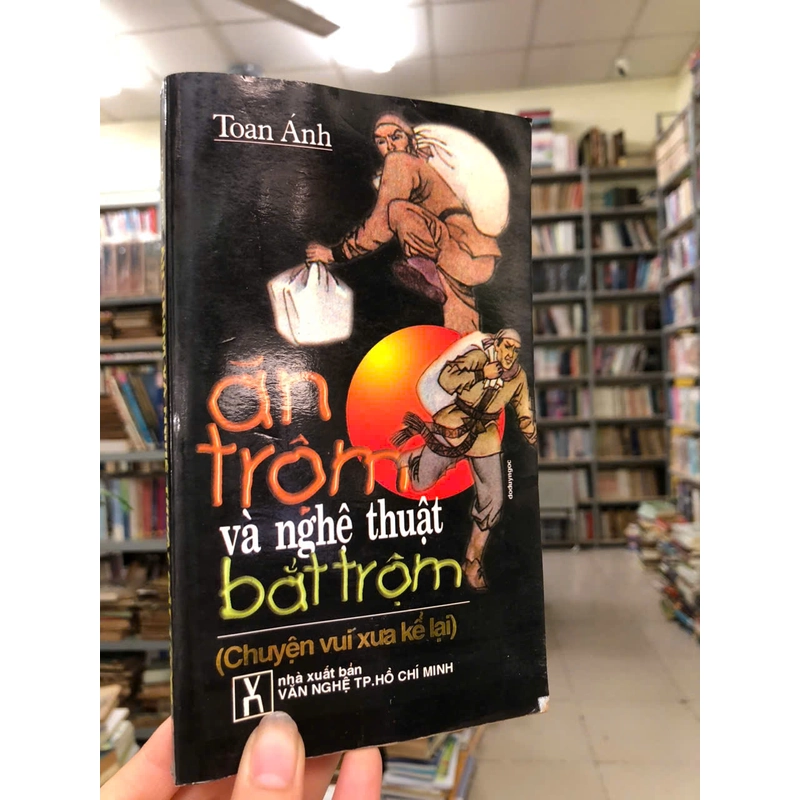 Toan Ánh
ăn
trộm
và nghệ thuật
bắt trộm
(Chuyện vui xưa kể lại)
nhà xuất bản
VĂN NGHỆ TP.HỒ CHÍ MINH
doduyngoc